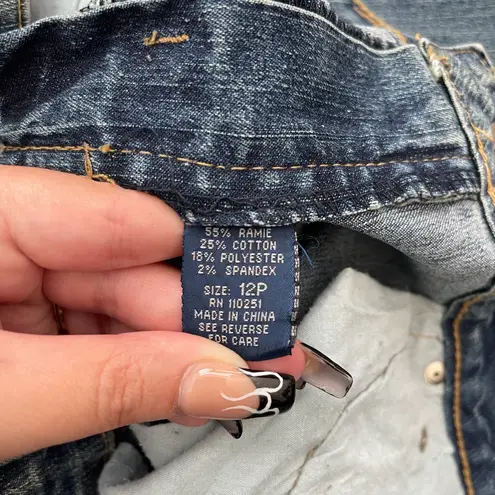 55% RAMIE
25% COTTON
18% POLYESTER
2% SPANDEX
SIZE: 12P
RN 110251
MADE IN CHINA
SEE REVERSE
FOR CARE